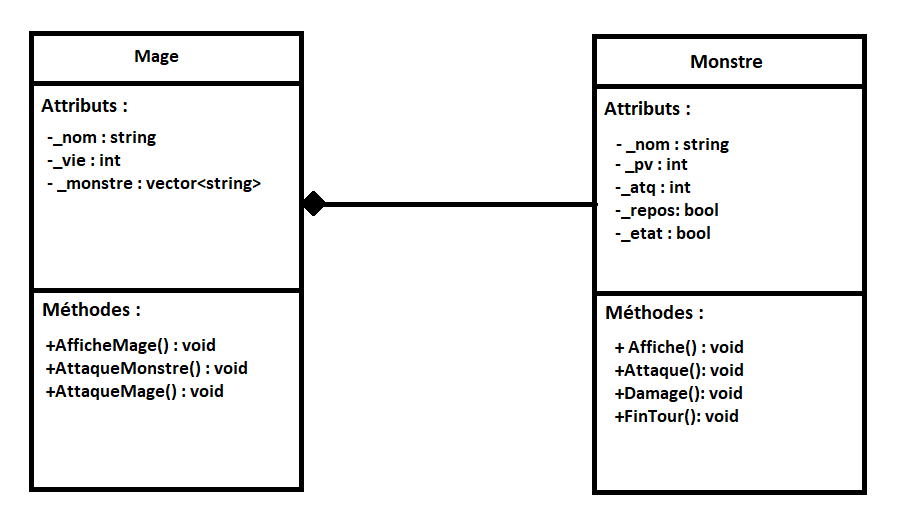 Mage
Attributs :
-_nom : string
-_vie : int
- _monstre : vector<string>
Méthodes :
+AfficheMage() : void
+AttaqueMonstre() : void
+AttaqueMage() : void
Monstre
Attributs :
- _nom : string
- _pv : int
-_atq : int
-_repos: bool
-_etat : bool
Méthodes :
+ Affiche() : void
+Attaque(): void
+Damage(): void
+FinTour(): void